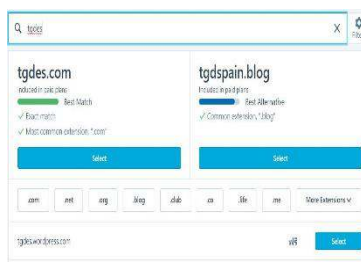 tgdes
X
Filter
tgdes.com
Included in paid plans
Best Match
✓ Exact match
✓ Most common extension, ".com"
Select
tgdspain.blog
Included in paid plans
Best Alternative
✓ Common extension, ".blog"
Select
.com .net .org .blog .club .co .life .me More Extensions
tgdes.wordpress.com Select